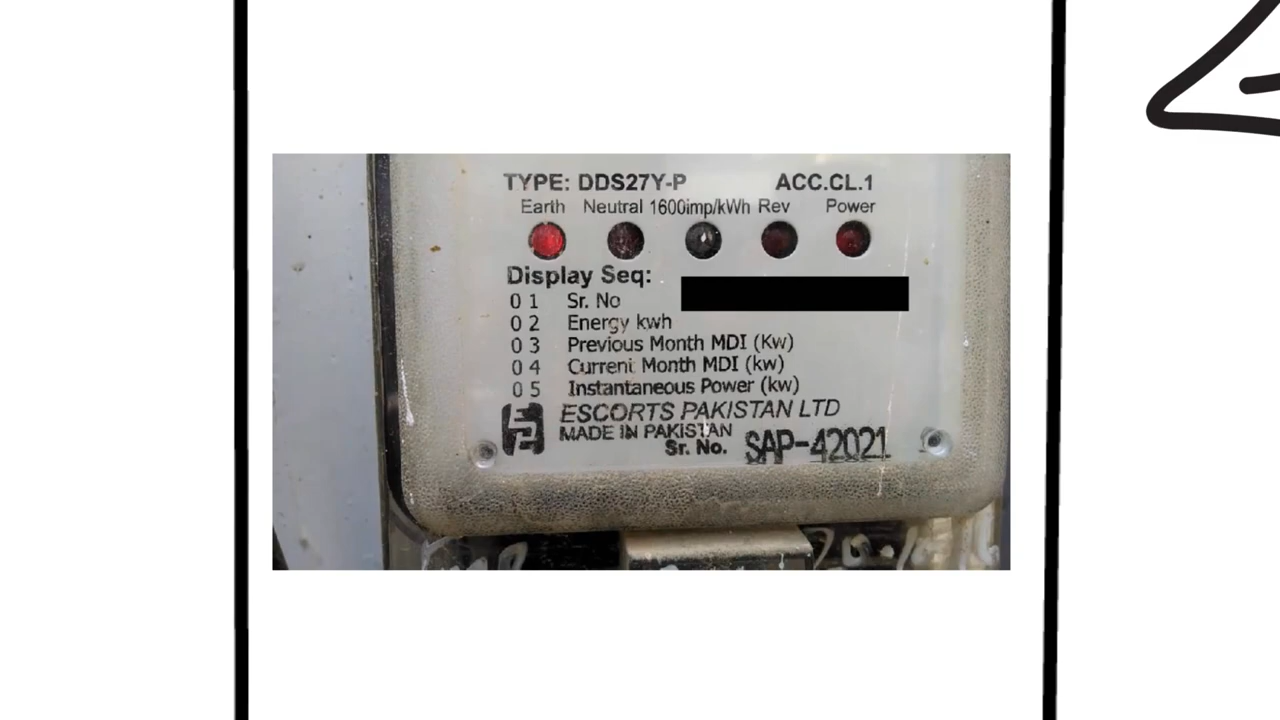 TYPE: DDS27Y-P ACC.CL.1
Earth Neutral 1600imp/kWh Rev Power
Display Seq:
0 1 Sr. No
0 2 Energy kwh
0 3 Previous Month MDI (Kw)
0 4 Current Month MDI (kw)
0 5 Instantaneous Power (kw)
ESCORTS PAKISTAN LTD
MADE IN PAKISTAN
Sr. No. SAP-42021